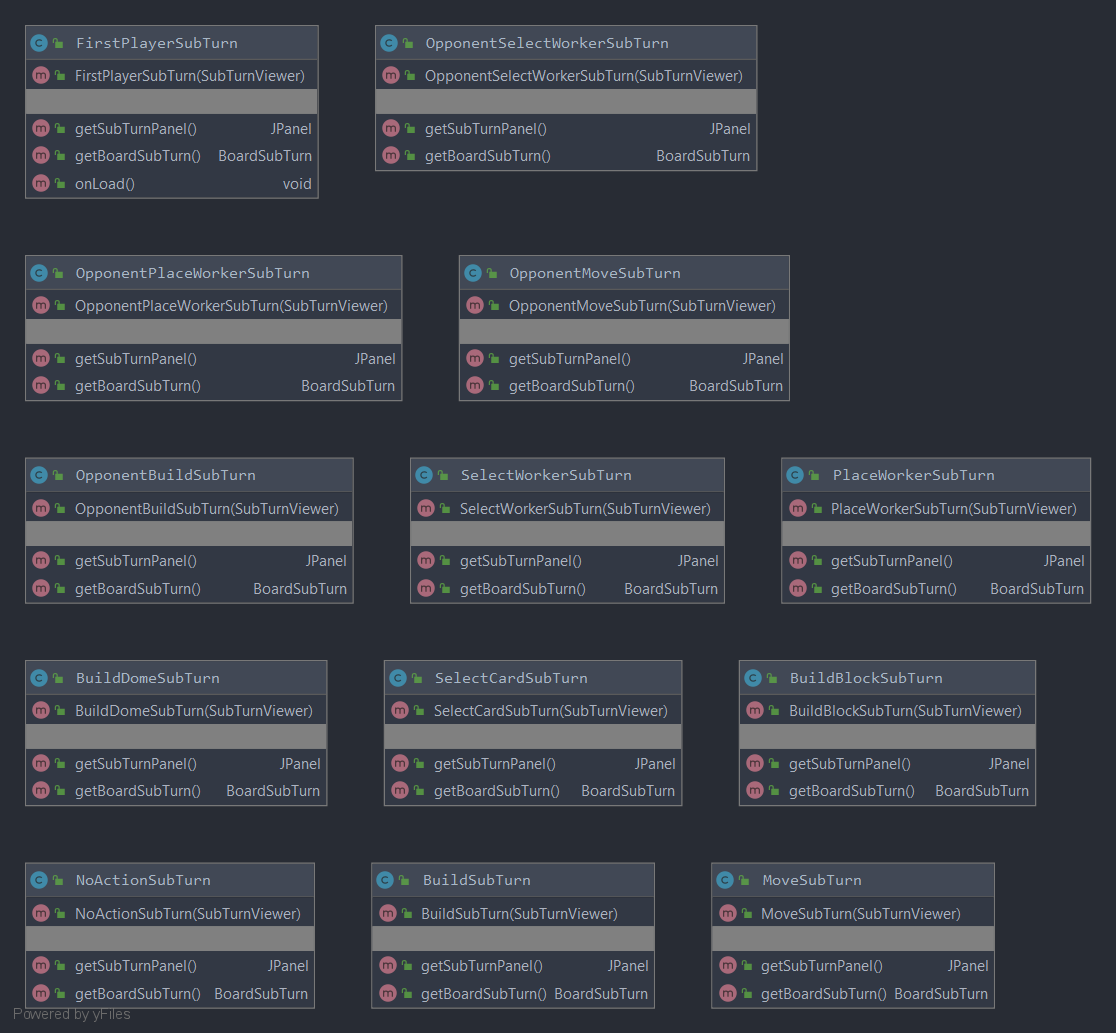 FirstPlayerSubTurn
FirstPlayerSubTurn(SubTurnViewer)
getSubTurnPanel() JPanel
getBoardSubTurn() BoardSubTurn
onLoad() void
OpponentSelectWorkerSubTurn
OpponentSelectWorkerSubTurn(SubTurnViewer)
getSubTurnPanel() JPanel
getBoardSubTurn() BoardSubTurn
OpponentPlaceWorkerSubTurn
OpponentPlaceWorkerSubTurn(SubTurnViewer)
getSubTurnPanel() JPanel
getBoardSubTurn() BoardSubTurn
OpponentMoveSubTurn
OpponentMoveSubTurn(SubTurnViewer)
getSubTurnPanel() JPanel
getBoardSubTurn() BoardSubTurn
OpponentBuildSubTurn
OpponentBuildSubTurn(SubTurnViewer)
getSubTurnPanel() JPanel
getBoardSubTurn() BoardSubTurn
SelectWorkerSubTurn
SelectWorkerSubTurn(SubTurnViewer)
getSubTurnPanel() JPanel
getBoardSubTurn() BoardSubTurn
PlaceWorkerSubTurn
PlaceWorkerSubTurn(SubTurnViewer)
getSubTurnPanel() JPanel
getBoardSubTurn() BoardSubTurn
BuildDomeSubTurn
BuildDomeSubTurn(SubTurnViewer)
getSubTurnPanel() JPanel
getBoardSubTurn() BoardSubTurn
SelectCardSubTurn
SelectCardSubTurn(SubTurnViewer)
getSubTurnPanel() JPanel
getBoardSubTurn() BoardSubTurn
BuildBlockSubTurn
BuildBlockSubTurn(SubTurnViewer)
getSubTurnPanel() JPanel
getBoardSubTurn() BoardSubTurn
NoActionSubTurn
NoActionSubTurn(SubTurnViewer)
getSubTurnPanel() JPanel
getBoardSubTurn() BoardSubTurn
BuildSubTurn
BuildSubTurn(SubTurnViewer)
getSubTurnPanel() JPanel
getBoardSubTurn() BoardSubTurn
MoveSubTurn
MoveSubTurn(SubTurnViewer)
getSubTurnPanel() JPanel
getBoardSubTurn() BoardSubTurn
Powered by yFiles